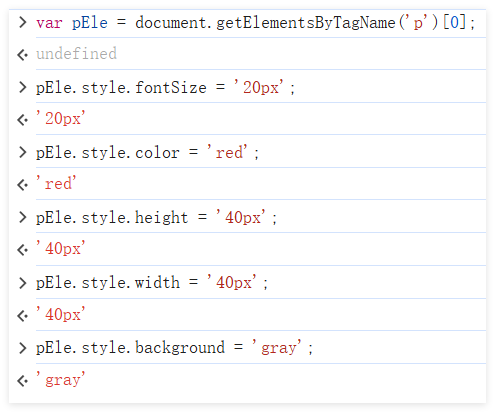 > var pEle = document.getElementsByTagName('p')[0];
undefined
> pEle.style.fontSize = '20px';
'20px'
> pEle.style.color = 'red';
'red'
> pEle.style.height = '40px';
'40px'
> pEle.style.width = '40px';
'40px'
> pEle.style.background = 'gray';
'gray'